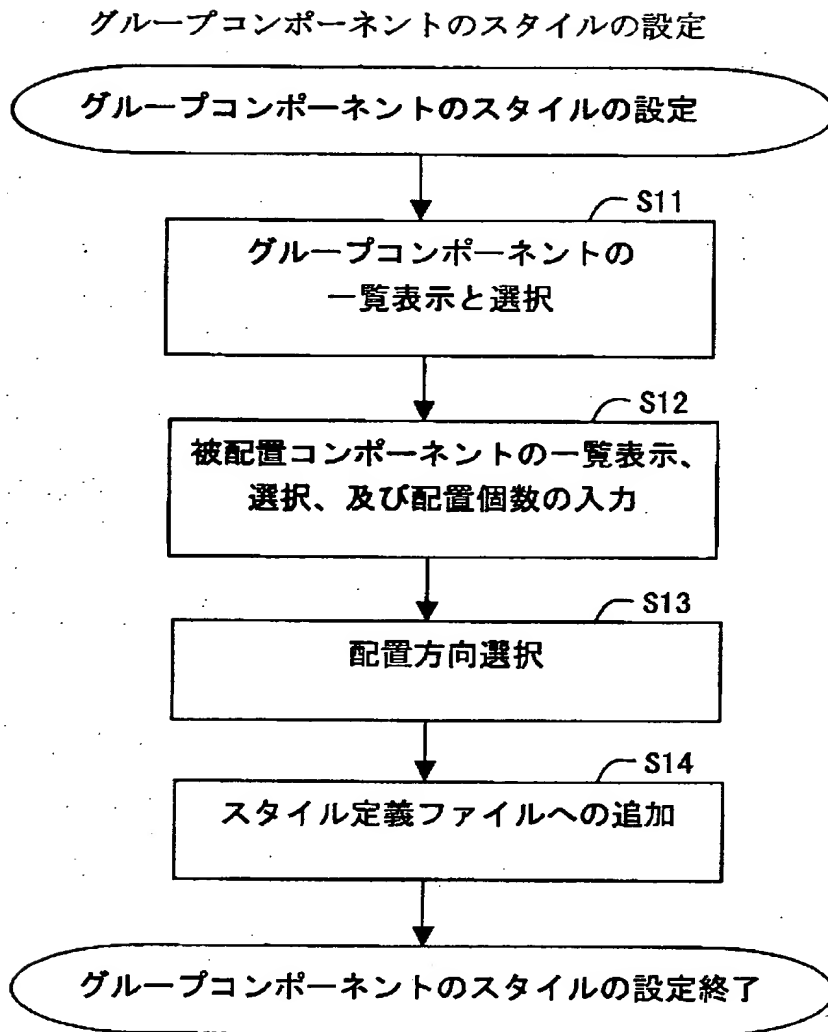 グループコンポーネントのスタイルの設定
グループコンポーネントのスタイルの設定
S11
グループコンポーネントの
一覧表示と選択
S12
被配置コンポーネントの一覧表示、
選択、及び配置個数の入力
S13
配置方向選択
S14
スタイル定義ファイルへの追加
グループコンポーネントのスタイルの設定終了